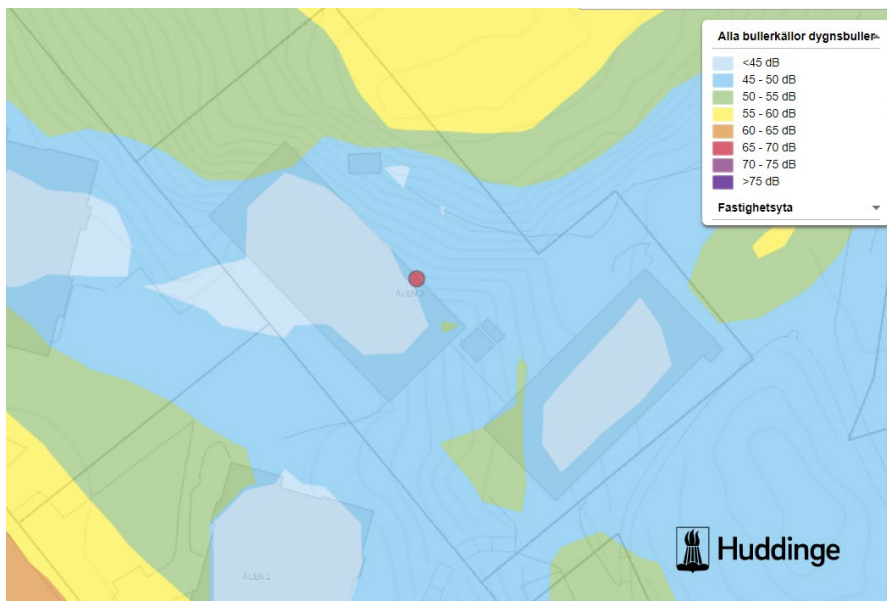 Alla bullerkällor dygnsbuller
<45 dB
45 - 50 dB
50 - 55 dB
55 - 60 dB
60 - 65 dB
65 - 70 dB
70 - 75 dB
>75 dB
Fastighetsyta
ÅLEN 3
ÅLEN 2
Huddinge